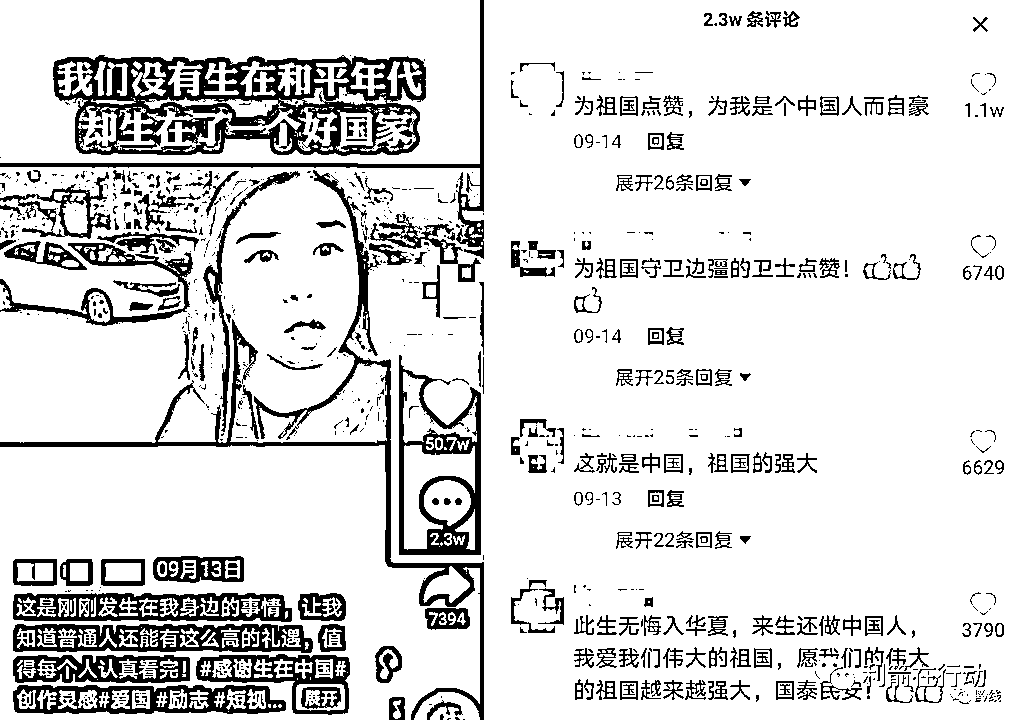 我们没有生在和平年代
却生在了一个好国家
50.7w
2.3w
7394
09月13日
这是刚刚发生在我身边的事情，让我
知道普通人还能有这么高的礼遇，值
得每个人认真看完！#感谢生在中国#
创作灵感#爱国 #励志 #短视... 展开
2.3w 条评论
为祖国点赞，为我是个中国人而自豪
1.1w
09-14 回复
展开26条回复
为祖国守卫边彊的卫士点赞！
6740
09-14 回复
展开25条回复
这就是中国，祖国的强大
6629
09-13 回复
展开22条回复
此生无悔入华夏，来生还做中国人，
3790
我爱我们伟大的祖国，愿我们的伟大
的祖国越来越强大，国泰民安！
利箭在行动